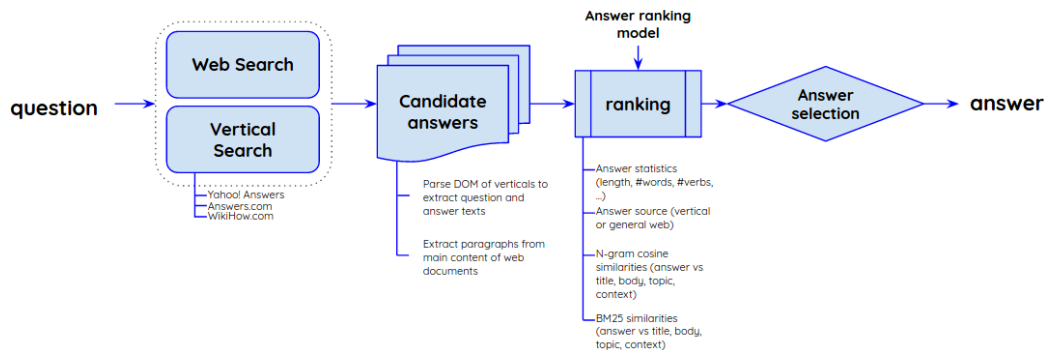 question
Web Search
Vertical
Search
Yahoo! Answers
Answers.com
WikiHow.com
Candidate
answers
Parse DOM of verticals to
extract question and
answer texts
Extract paragraphs from
main content of web
documents
Answer ranking
model
ranking
Answer statistics
(length, #words, #verbs,
...)
Answer source (vertical
or general web)
N-gram cosine
similarities (answer vs
title, body, topic,
context)
BM25 similarities
(answer vs title, body,
topic, context)
Answer
selection
answer